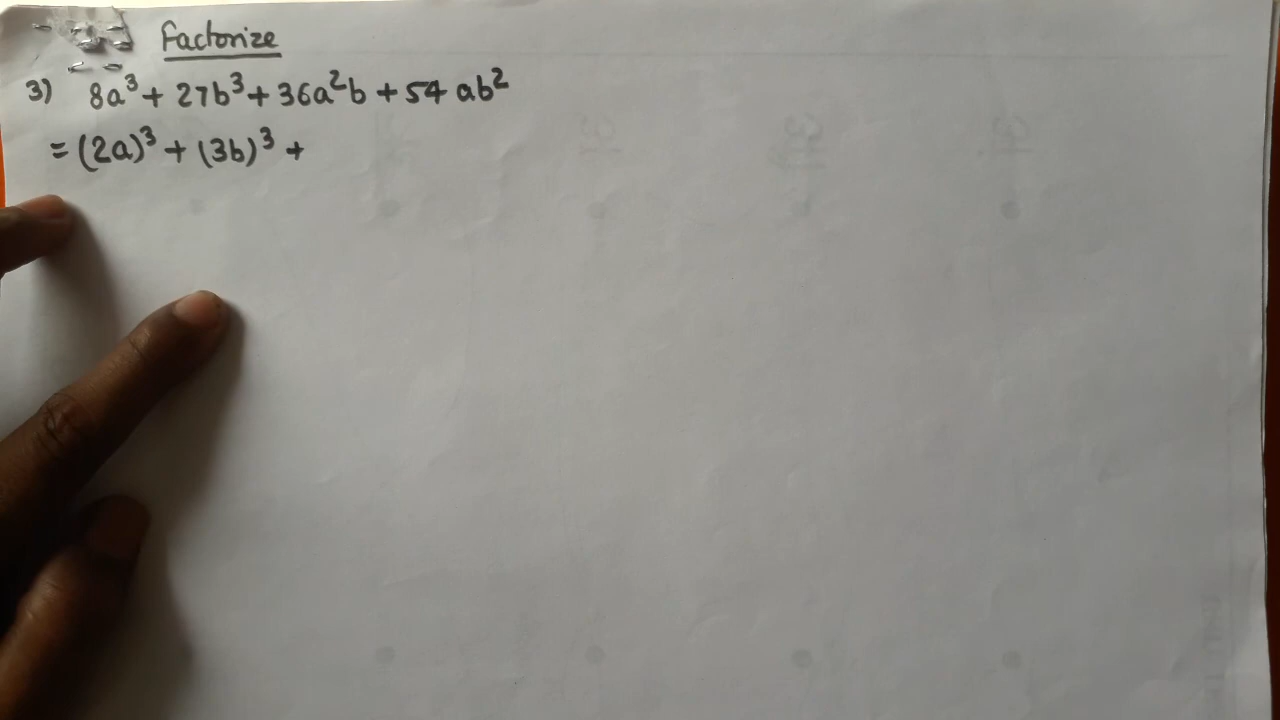 Factorize
3) 8a³ + 27b³ + 36a²b + 54 ab²
= (2a)³ + (3b)³ +